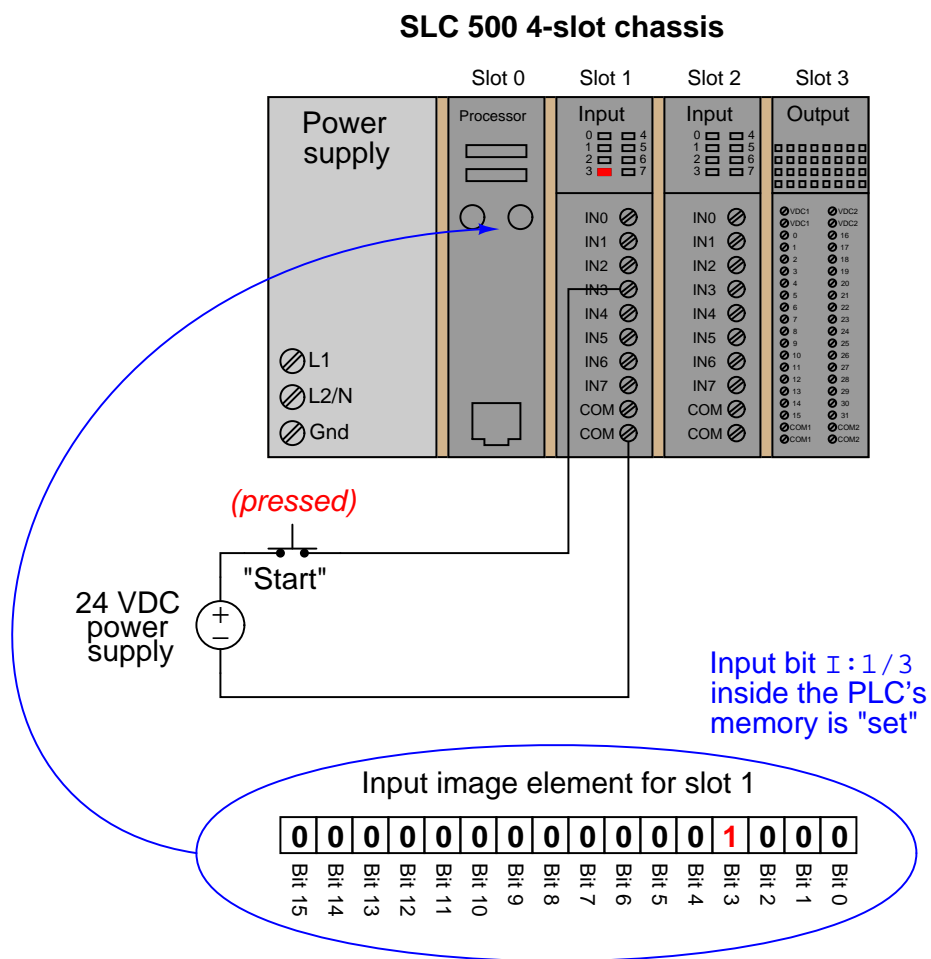 SLC 500 4-slot chassis
Slot 0 Slot 1 Slot 2 Slot 3
Power
supply
Processor
Input
0 4
1 5
2 6
3 7
Input
0 4
1 5
2 6
3 7
Output
L1
L2/N
Gnd
IN0
IN1
IN2
IN3
IN4
IN5
IN6
IN7
COM
COM
IN0
IN1
IN2
IN3
IN4
IN5
IN6
IN7
COM
COM
VDC1 VDC2
VDC1 VDC2
0 16
1 17
2 18
3 19
4 20
5 21
6 22
7 23
8 24
9 25
10 26
11 27
12 28
13 29
14 30
15 31
COM1 COM2
COM1 COM2
(pressed)
"Start"
24 VDC
power
supply
+
−
Input bit I:1/3
inside the PLC's
memory is "set"
Input image element for slot 1
0 0 0 0 0 0 0 0 0 0 0 0 1 0 0 0
Bit 15 Bit 14 Bit 13 Bit 12 Bit 11 Bit 10 Bit 9 Bit 8 Bit 7 Bit 6 Bit 5 Bit 4 Bit 3 Bit 2 Bit 1 Bit 0